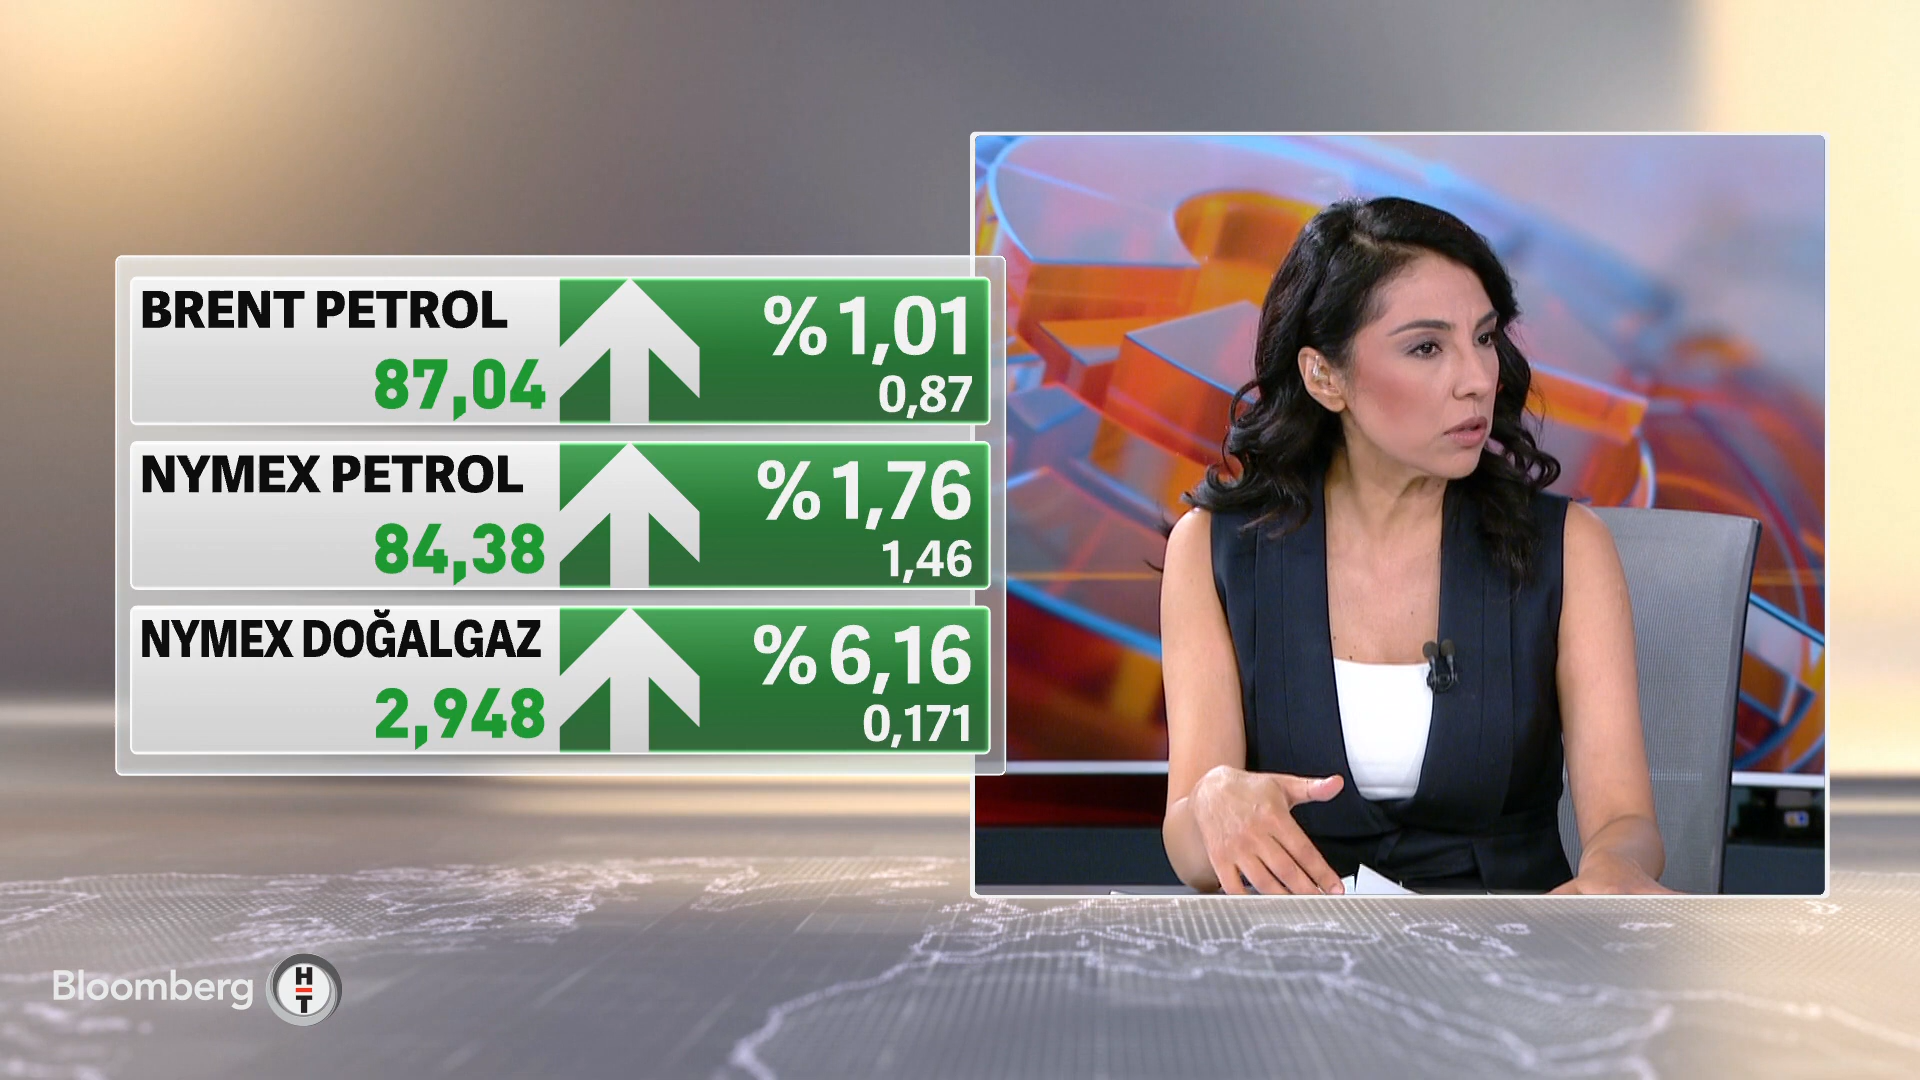 BRENT PETROL
87,04
%1,01
0,87
NYMEX PETROL
84,38
%1,76
1,46
NYMEX DOĞALGAZ
2,948
%6,16
0,171
Bloomberg HT